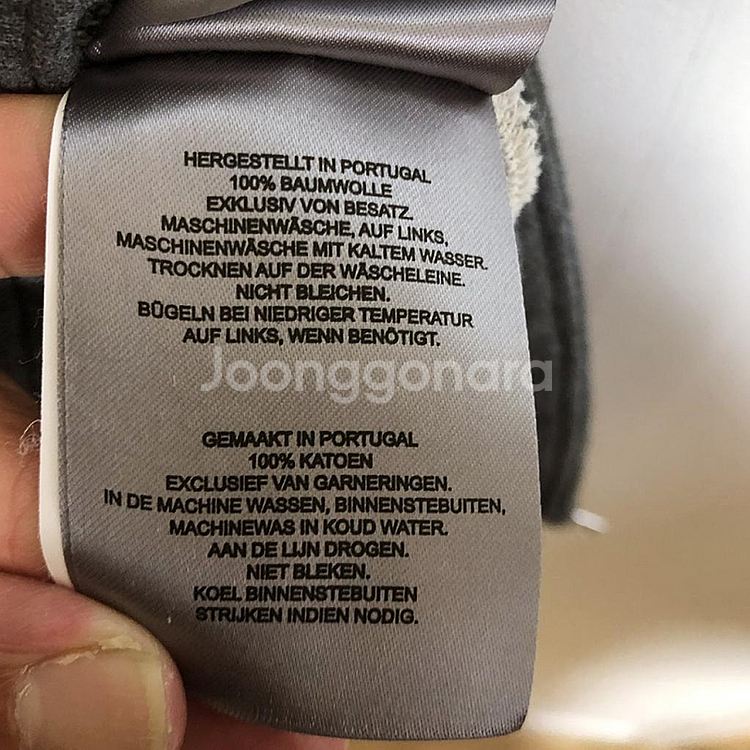 HERGESTELLT IN PORTUGAL
100% BAUMWOLLE
EXKLUSIV VON BESATZ.
MASCHINENWÄSCHE, AUF LINKS,
MASCHINENWÄSCHE MIT KALTEM WASSER.
TROCKNEN AUF DER WÄSCHELEINE.
NICHT BLEICHEN.
BÜGELN BEI NIEDRIGER TEMPERATUR
AUF LINKS, WENN BENÖTIGT.
Joonggonara
GEMAAKT IN PORTUGAL
100% KATOEN
EXCLUSIEF VAN GARNERINGEN.
IN DE MACHINE WASSEN, BINNENSTEBUITEN,
MACHINEWAS IN KOUD WATER.
AAN DE LIJN DROGEN.
NIET BLEKEN.
KOEL BINNENSTEBUITEN
STRIJKEN INDIEN NODIG.